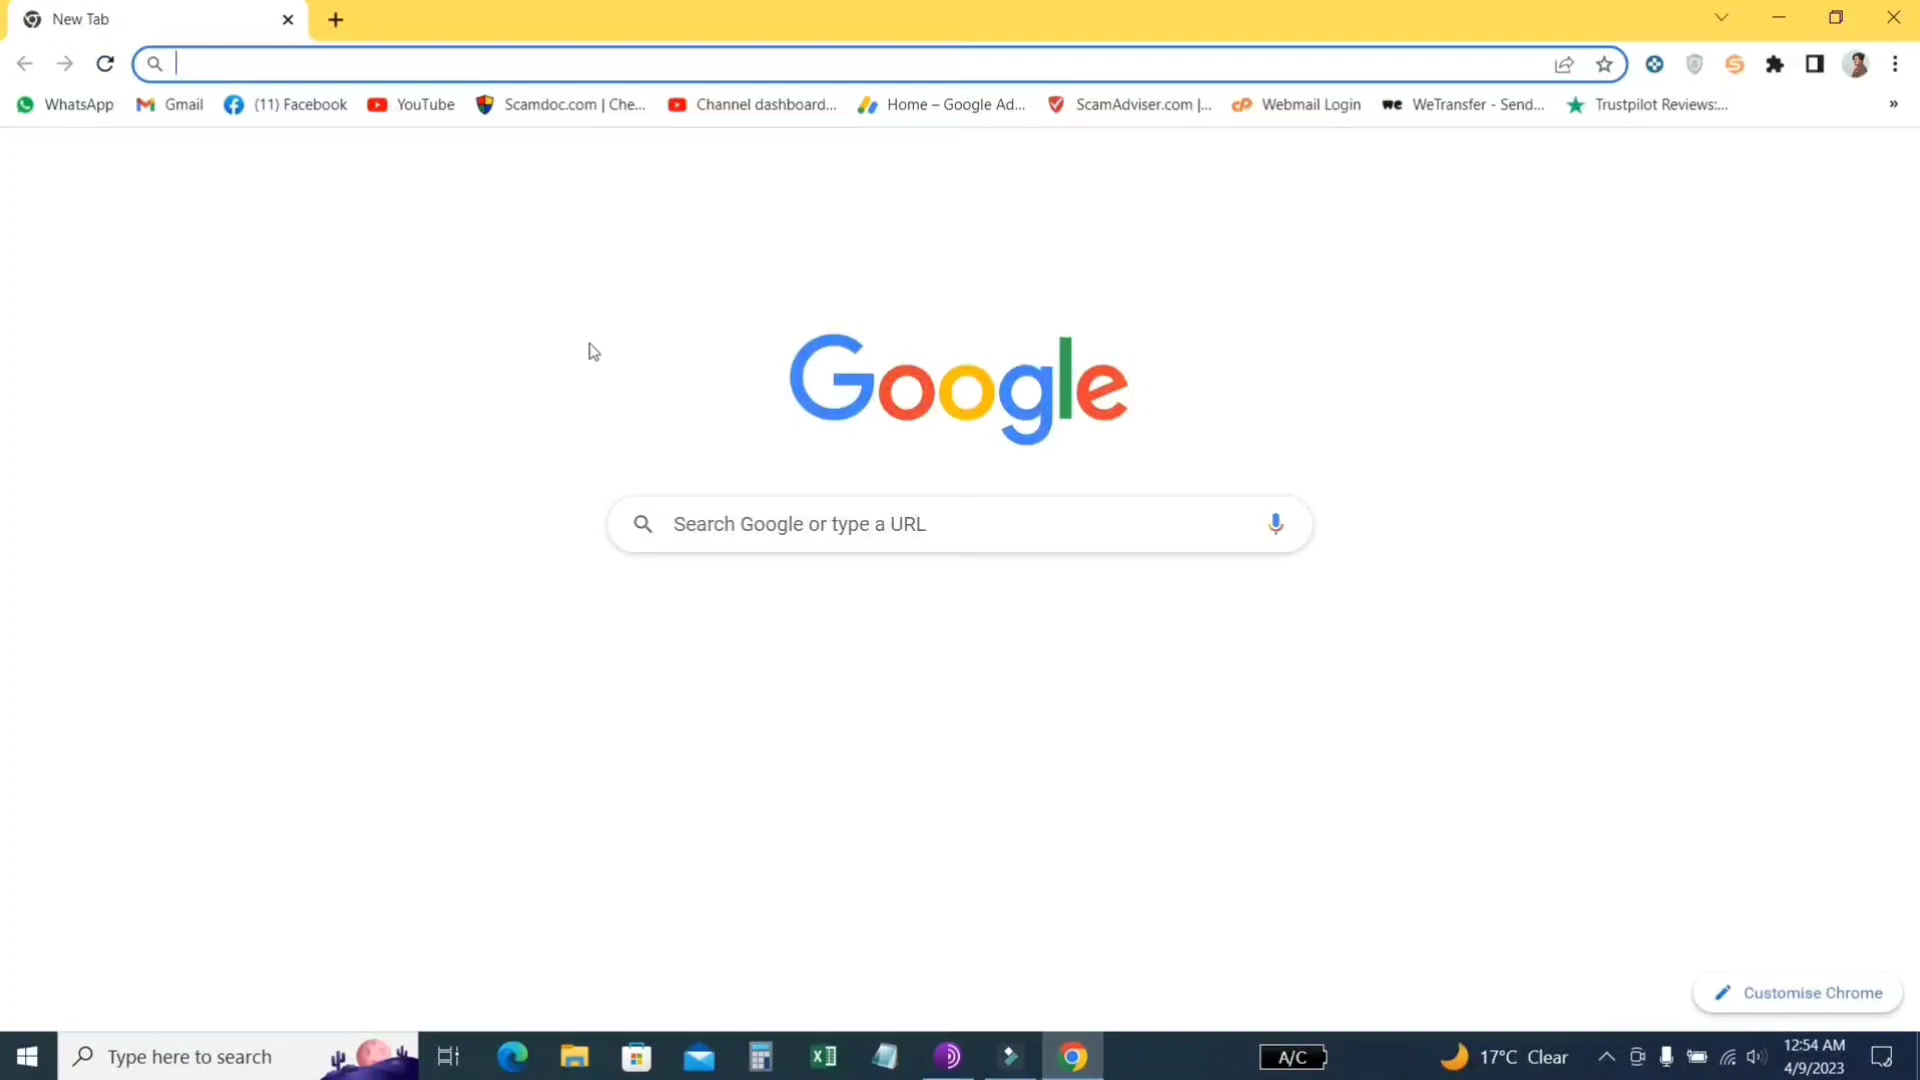 New Tab
WhatsApp Gmail (11) Facebook YouTube Scamdoc.com | Che... Channel dashboard... Home – Google Ad... ScamAdviser.com |... Webmail Login WeTransfer - Send... Trustpilot Reviews:... »
Google
Search Google or type a URL
Customise Chrome
Type here to search
A/C
17°C Clear
12:54 AM
4/9/2023